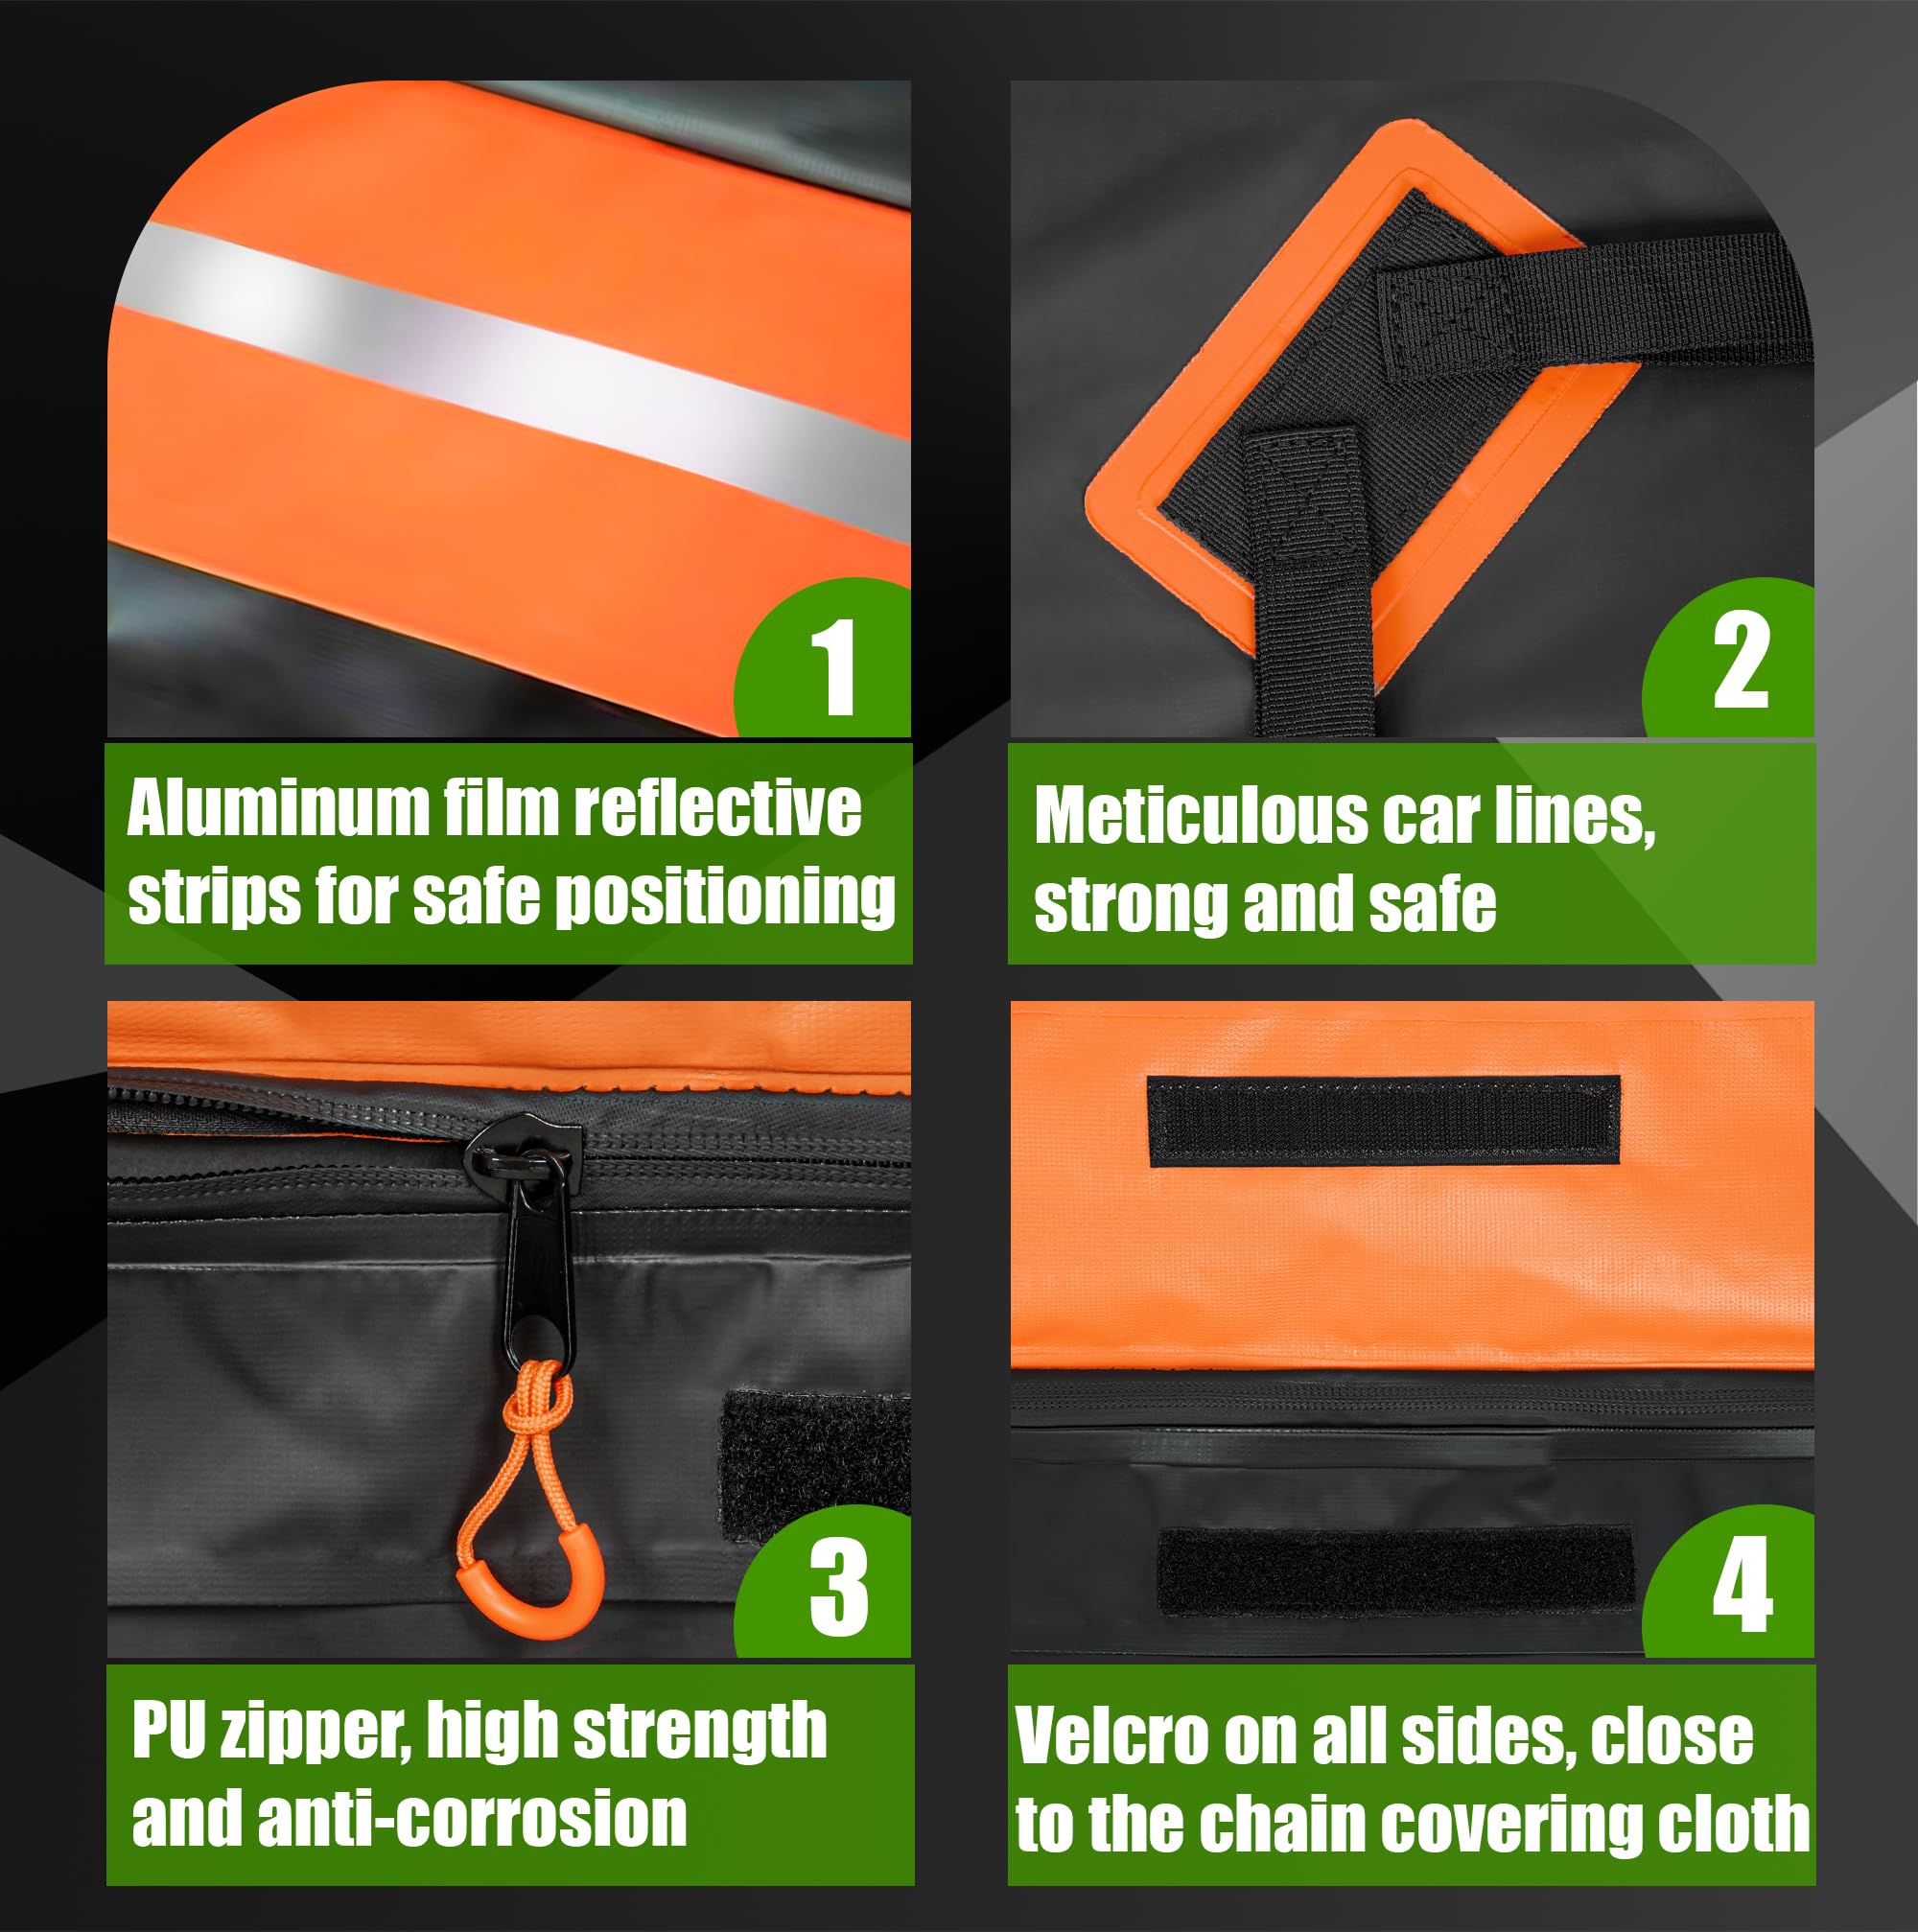 1
Aluminum film reflective
strips for safe positioning
2
Meticulous car lines,
strong and safe
3
PU zipper, high strength
and anti-corrosion
4
Velcro on all sides, close
to the chain covering cloth